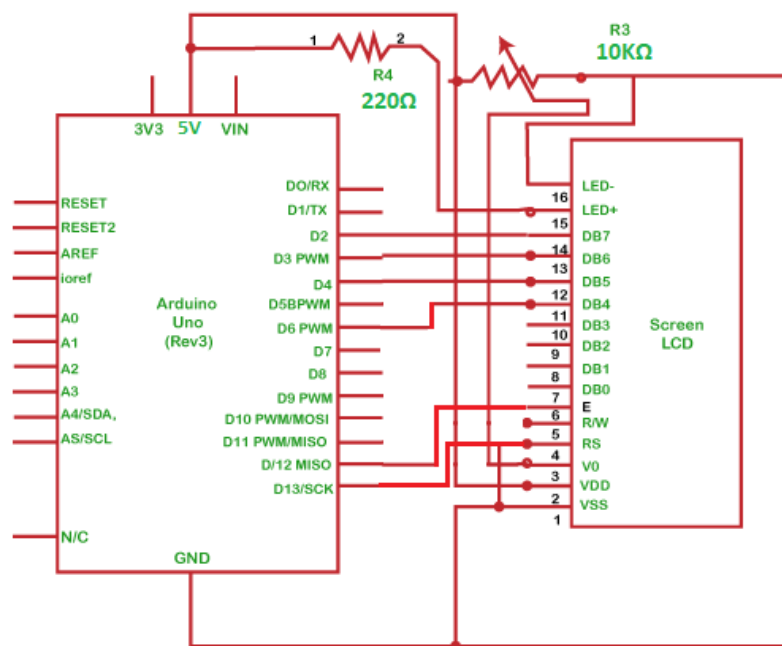 R3
10KΩ
1
2
R4
220Ω
3V3
5V
VIN
RESET
RESET2
AREF
ioref
A0
A1
A2
A3
A4/SDA,
AS/SCL
N/C
Arduino
Uno
(Rev3)
DO/RX
D1/TX
D2
D3 PWM
D4
D5BPWM
D6 PWM
D7
D8
D9 PWM
D10 PWM/MOSI
D11 PWM/MISO
D/12 MISO
D13/SCK
GND
16
15
14
13
12
11
10
9
8
7
6
5
4
3
2
1
LED-
LED+
DB7
DB6
DB5
DB4
DB3
DB2
DB1
DB0
E
R/W
RS
V0
VDD
VSS
Screen
LCD